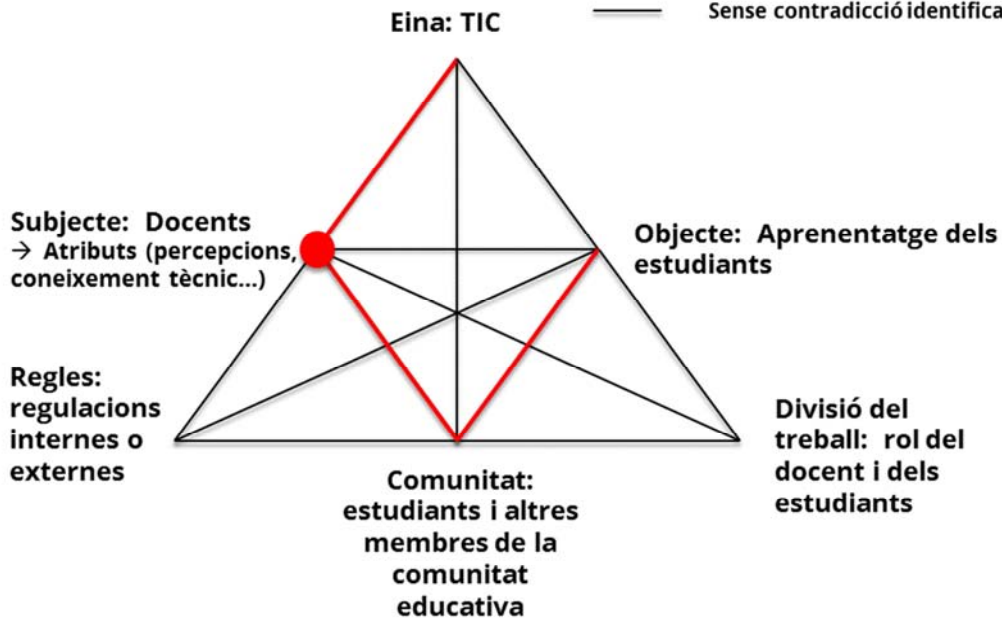 Sense contradicció identifica
Eina: TIC
Subjecte: Docents
→ Atributs (percepcions,
coneixement tècnic...)
Objecte: Aprenentatge dels
estudiants
Regles:
regulacions
internes o
externes
Comunitat:
estudiants i altres
membres de la
comunitat
educativa
Divisió del
treball: rol del
docent i dels
estudiants